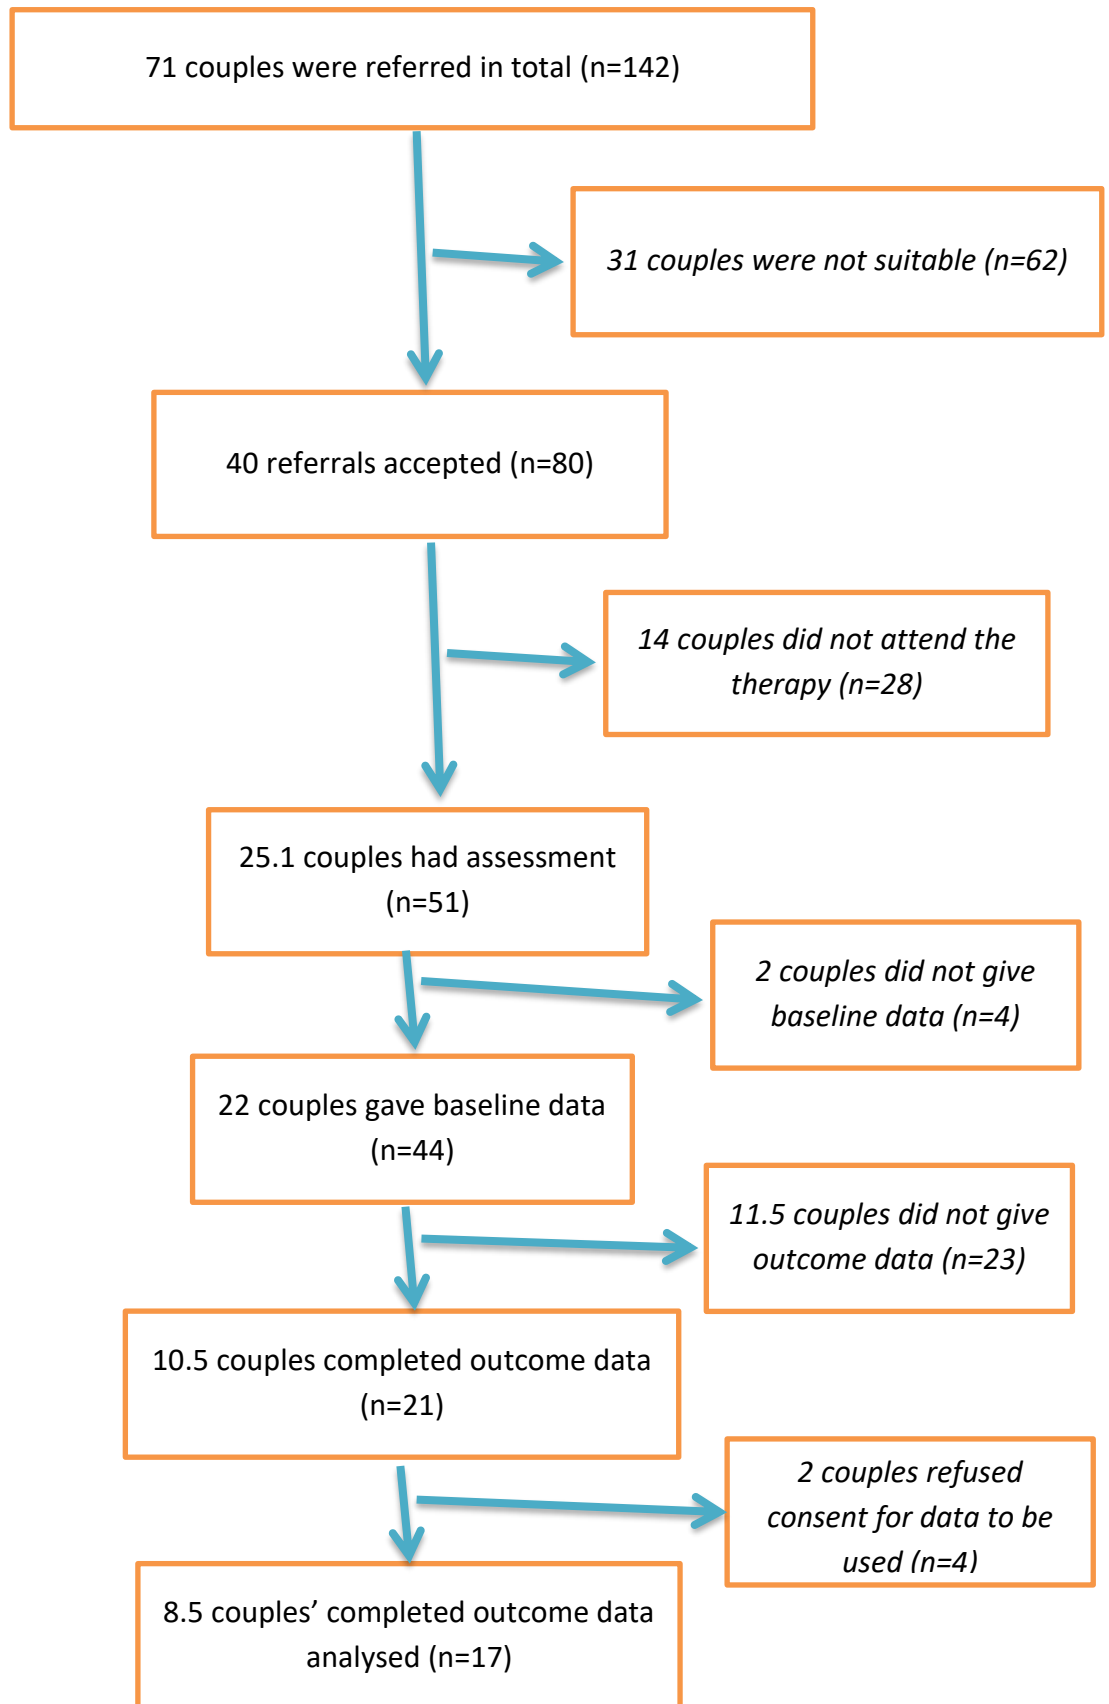 71 couples were referred in total (n=142)
31 couples were not suitable (n=62)
40 referrals accepted (n=80)
14 couples did not attend the
therapy (n=28)
25.1 couples had assessment
(n=51)
2 couples did not give
baseline data (n=4)
22 couples gave baseline data
(n=44)
11.5 couples did not give
outcome data (n=23)
10.5 couples completed outcome data
(n=21)
2 couples refused
consent for data to be
used (n=4)
8.5 couples’ completed outcome data
analysed (n=17)